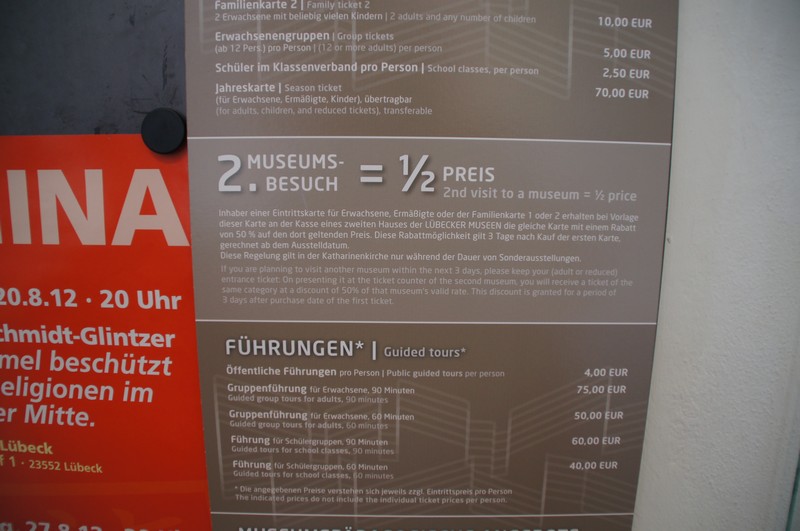 Familienkarte 2 | Family ticket 2
2 Erwachsene mit beliebig vielen Kindern | 2 adults and any number of children 10,00 EUR
Erwachsenengruppen | Group tickets
(ab 12 Pers.) pro Person | (12 or more adults) per person 5,00 EUR
Schüler im Klassenverband pro Person | School classes, per person 2,50 EUR
Jahreskarte | Season ticket 70,00 EUR
(für Erwachsene, Ermäßigte, Kinder), übertragbar
(for adults, children, and reduced tickets), transferable
2. MUSEUMS-BESUCH = ½ PREIS
2nd visit to a museum = ½ price
Inhaber einer Eintrittskarte für Erwachsene, Ermäßigte oder der Familienkarte 1 oder 2 erhalten bei Vorlage
dieser Karte an der Kasse eines zweiten Hauses der LÜBECKER MUSEEN die gleiche Karte mit einem Rabatt
von 50 % auf den dort geltenden Preis. Diese Rabattmöglichkeit gilt 3 Tage nach Kauf der ersten Karte,
gerechnet ab dem Ausstelldatum.
Diese Regelung gilt in der Katharinenkirche nur während der Dauer von Sonderausstellungen.
If you are planning to visit another museum within the next 3 days, please keep your (adult or reduced)
entrance ticket. On presenting it at the ticket counter of the second museum, you will receive a ticket of the
same category at a discount of 50% of that museum's valid rate. This discount is granted for a period of
3 days after purchase date of the first ticket.
FÜHRUNGEN* | Guided tours*
Öffentliche Führungen pro Person | Public guided tours per person 4,00 EUR
Gruppenführung für Erwachsene, 90 Minuten 75,00 EUR
Guided group tours for adults, 90 minutes
Gruppenführung für Erwachsene, 60 Minuten 50,00 EUR
Guided group tours for adults, 60 minutes
Führung für Schülergruppen, 90 Minuten 60,00 EUR
Guided tours for school classes, 90 minutes
Führung für Schülergruppen, 60 Minuten 40,00 EUR
Guided tours for school classes, 60 minutes
* Die angegebenen Preise verstehen sich jeweils zzgl. Eintrittspreis pro Person
The indicated prices do not include the individual ticket prices per person.
INA
20.8.12 · 20 Uhr
chmidt-Glintzer
mel beschützt
eligionen im
er Mitte.
Lübeck
f 1 · 23552 Lübeck
27.8.12